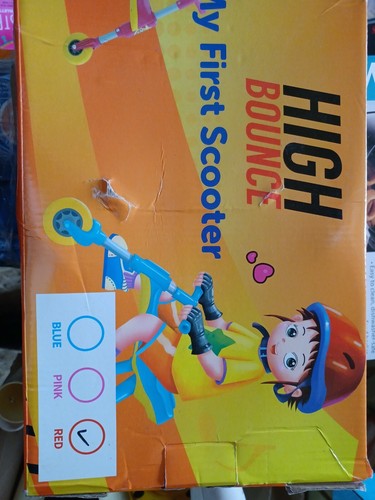 HIGH
BOUNCE
My First Scooter
BLUE
PINK
RED